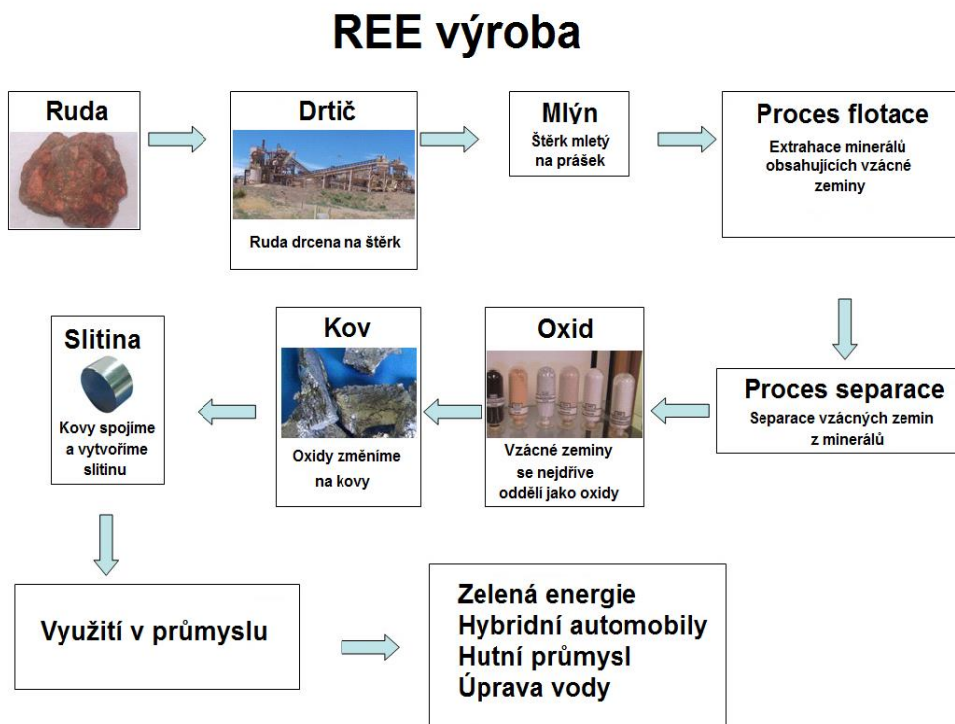 REE výroba
Ruda
Drtič
Ruda drcena na štěrk
Mlýn
Štěrk mletý
na prášek
Proces flotace
Extrahace minerálů
obsahujících vzácné
zeminy
Proces separace
Separace vzácných zemin
z minerálů
Oxid
Vzácné zeminy
se nejdříve
oddělí jako oxidy
Kov
Oxidy změníme
na kovy
Slitina
Kovy spojíme
a vytvoříme
slitinu
Využití v průmyslu
Zelená energie
Hybridní automobily
Hutní průmysl
Úprava vody